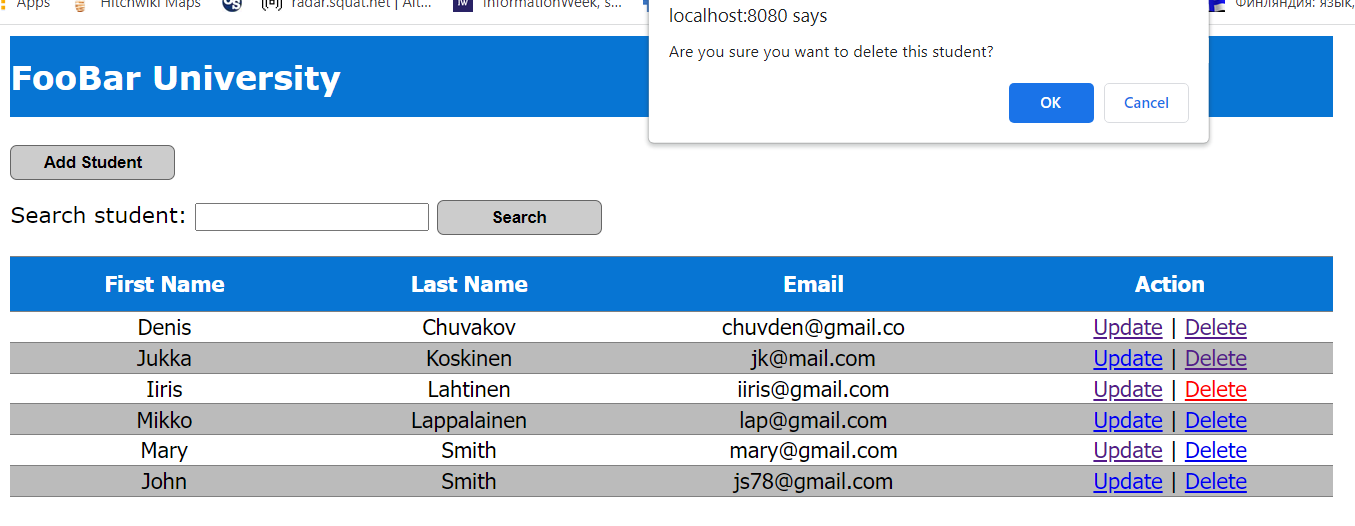 Apps Hitchwiki Maps radar.squat.net | Alt... InformationWeek, s... Финляндия: язык,
localhost:8080 says
Are you sure you want to delete this student?
OK Cancel
FooBar University
Add Student
Search student: Search
First Name Last Name Email Action
Denis Chuvakov chuvden@gmail.co Update | Delete
Jukka Koskinen jk@mail.com Update | Delete
Iiris Lahtinen iiris@gmail.com Update | Delete
Mikko Lappalainen lap@gmail.com Update | Delete
Mary Smith mary@gmail.com Update | Delete
John Smith js78@gmail.com Update | Delete